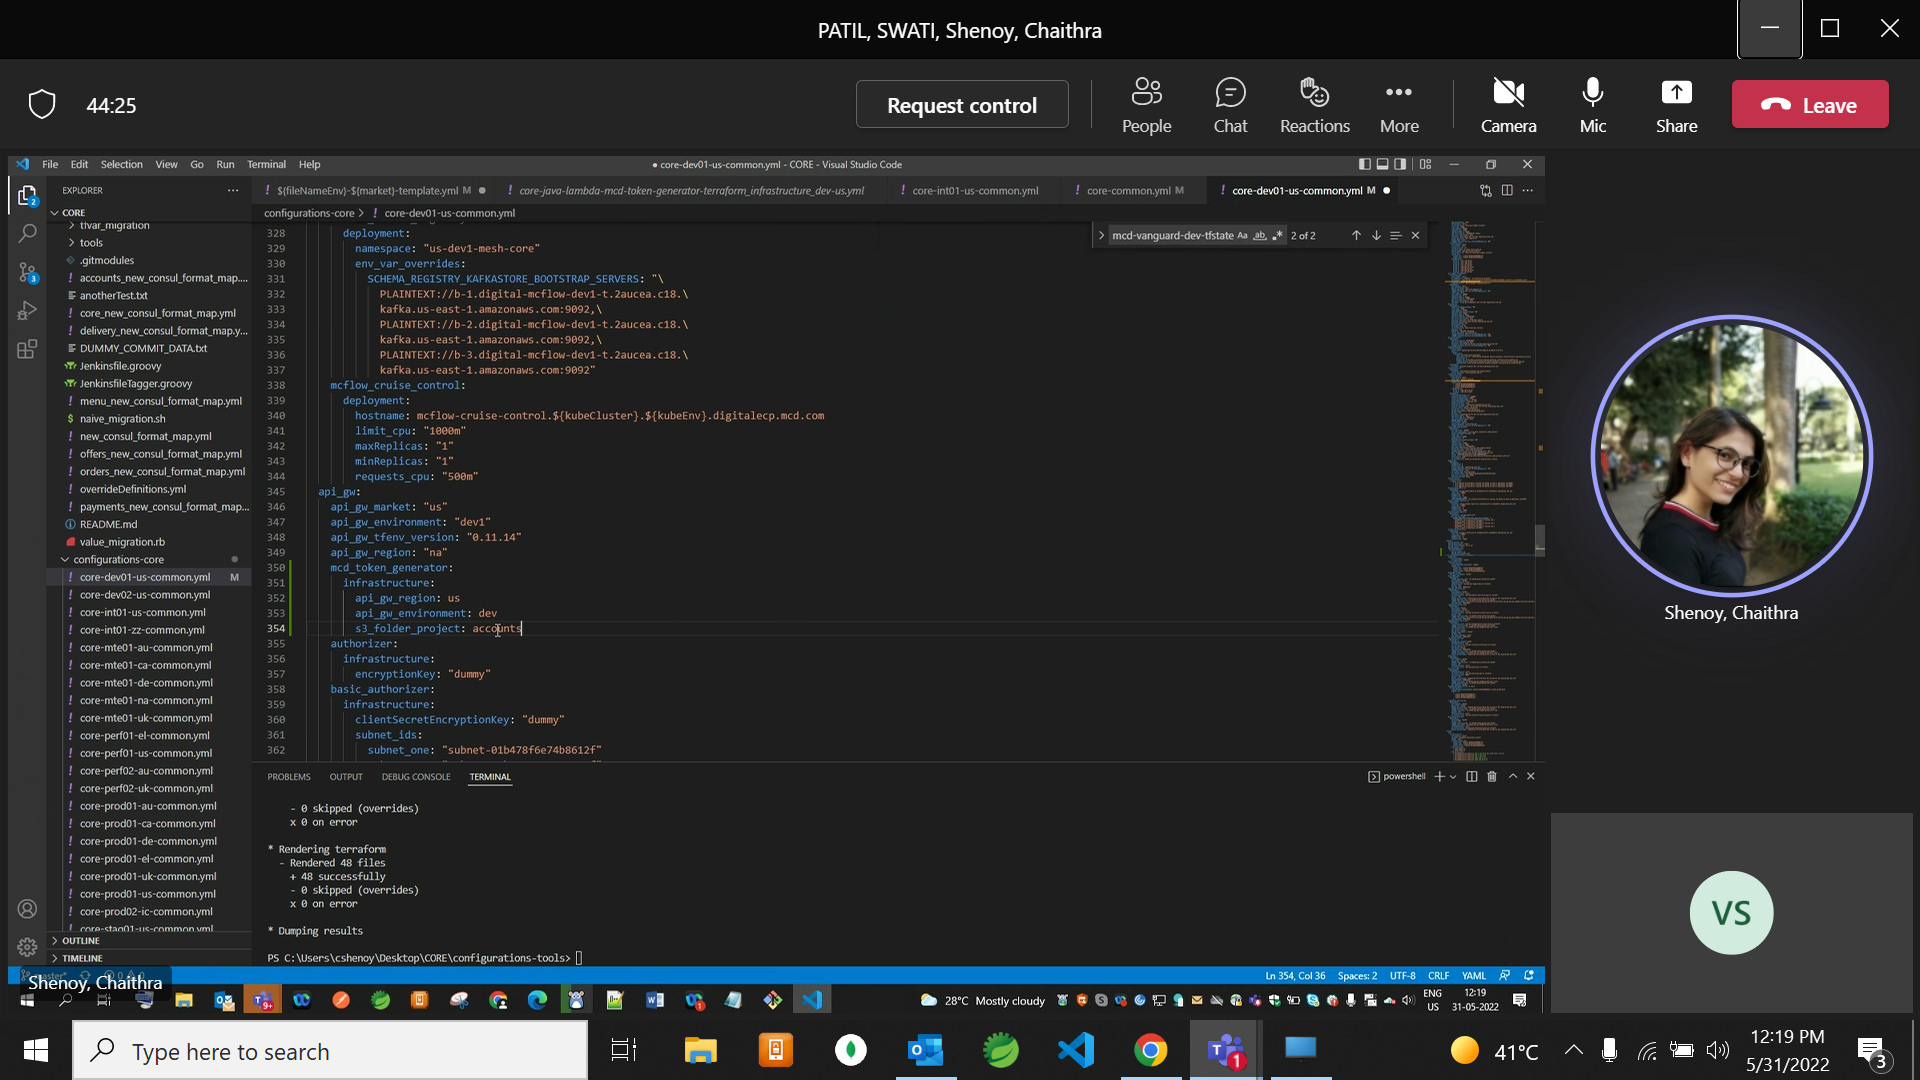 PATIL, SWATI, Shenoy, Chaithra
44:25
Request control
People
Chat
Reactions
More
Camera
Mic
Share
Leave
File Edit Selection View Go Run Terminal Help
● core-dev01-us-common.yml - CORE - Visual Studio Code
EXPLORER
! ${fileNameEnv}-${market}-template.yml M ●
! core-java-lambda-mcd-token-generator-terraform_infrastructure_dev-us.yml
! core-int01-us-common.yml
! core-common.yml M
! core-dev01-us-common.yml M ●
configurations-core > ! core-dev01-us-common.yml
mcd-vanguard-dev-tfstate Aa ab .* 2 of 2
CORE
tfvar_migration
tools
.gitmodules
! accounts_new_consul_format_map....
anotherTest.txt
! core_new_consul_format_map.yml
! delivery_new_consul_format_map.y...
DUMMY_COMMIT_DATA.txt
Jenkinsfile.groovy
JenkinsfileTagger.groovy
! menu_new_consul_format_map.yml
$ naive_migration.sh
! new_consul_format_map.yml
! offers_new_consul_format_map.yml
! orders_new_consul_format_map.yml
! overrideDefinitions.yml
! payments_new_consul_format_map...
README.md
value_migration.rb
configurations-core
! core-dev01-us-common.yml M
! core-dev02-us-common.yml
! core-int01-us-common.yml
! core-int01-zz-common.yml
! core-mte01-au-common.yml
! core-mte01-ca-common.yml
! core-mte01-de-common.yml
! core-mte01-na-common.yml
! core-mte01-uk-common.yml
! core-perf01-el-common.yml
! core-perf01-us-common.yml
! core-perf02-au-common.yml
! core-perf02-uk-common.yml
! core-prod01-au-common.yml
! core-prod01-ca-common.yml
! core-prod01-de-common.yml
! core-prod01-el-common.yml
! core-prod01-uk-common.yml
! core-prod01-us-common.yml
! core-prod02-ic-common.yml
! core-stag01-us-common.yml
OUTLINE
TIMELINE
328 deployment:
329 namespace: "us-dev1-mesh-core"
330 env_var_overrides:
331 SCHEMA_REGISTRY_KAFKASTORE_BOOTSTRAP_SERVERS: "\
332 PLAINTEXT://b-1.digital-mcflow-dev1-t.2aucea.c18.\
333 kafka.us-east-1.amazonaws.com:9092,\
334 PLAINTEXT://b-2.digital-mcflow-dev1-t.2aucea.c18.\
335 kafka.us-east-1.amazonaws.com:9092,\
336 PLAINTEXT://b-3.digital-mcflow-dev1-t.2aucea.c18.\
337 kafka.us-east-1.amazonaws.com:9092"
338 mcflow_cruise_control:
339 deployment:
340 hostname: mcflow-cruise-control.${kubeCluster}.${kubeEnv}.digitalecp.mcd.com
341 limit_cpu: "1000m"
342 maxReplicas: "1"
343 minReplicas: "1"
344 requests_cpu: "500m"
345 api_gw:
346 api_gw_market: "us"
347 api_gw_environment: "dev1"
348 api_gw_tfenv_version: "0.11.14"
349 api_gw_region: "na"
350 mcd_token_generator:
351 infrastructure:
352 api_gw_region: us
353 api_gw_environment: dev
354 s3_folder_project: accounts
355 authorizer:
356 infrastructure:
357 encryptionKey: "dummy"
358 basic_authorizer:
359 infrastructure:
360 clientSecretEncryptionKey: "dummy"
361 subnet_ids:
362 subnet_one: "subnet-01b478f6e74b8612f"
PROBLEMS OUTPUT DEBUG CONSOLE TERMINAL
powershell
- 0 skipped (overrides)
x 0 on error
* Rendering terraform
- Rendered 48 files
+ 48 successfully
- 0 skipped (overrides)
x 0 on error
* Dumping results
PS C:\Users\cshenoy\Desktop\CORE\configurations-tools>
Ln 354, Col 36 Spaces: 2 UTF-8 CRLF YAML
Shenoy, Chaithra
28°C Mostly cloudy
ENG
US
12:19
31-05-2022
Shenoy, Chaithra
VS
Type here to search
1
41°C
12:19 PM
5/31/2022
3